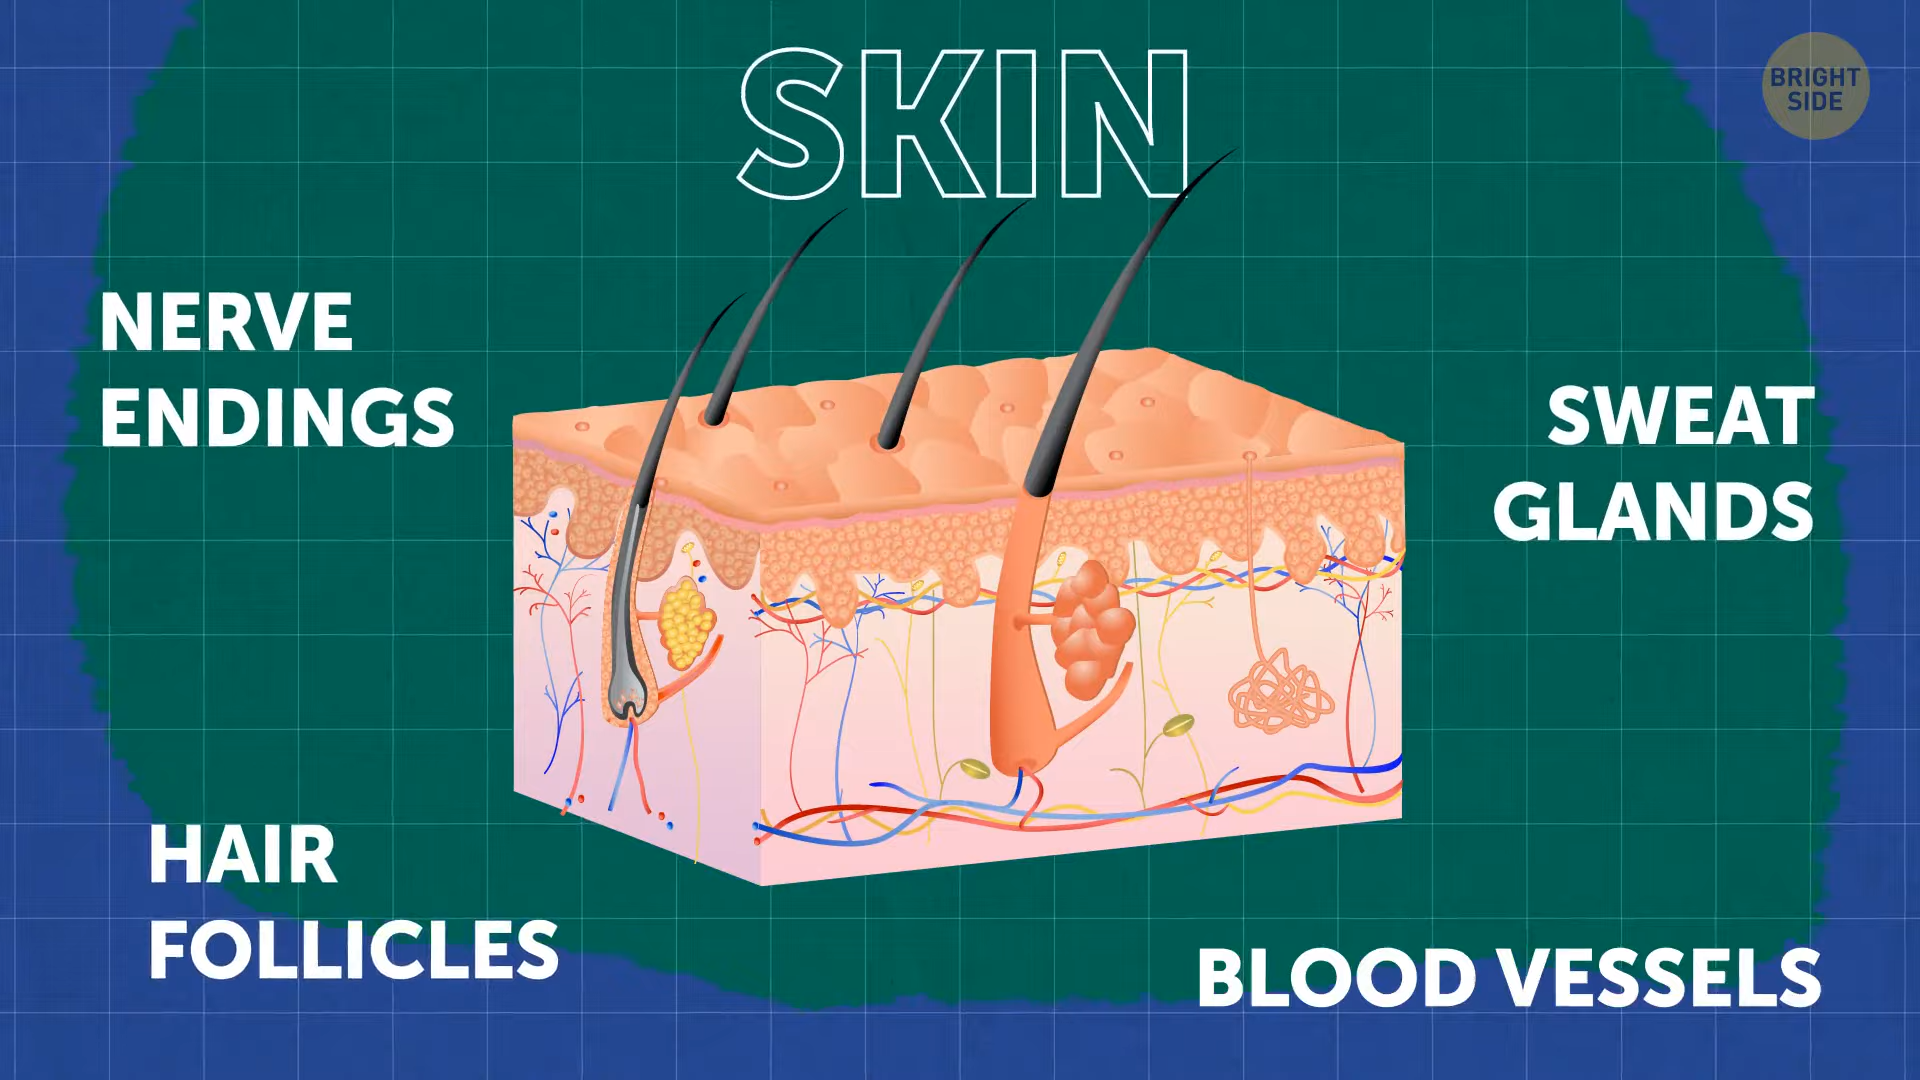 SKIN
BRIGHT
SIDE
NERVE
ENDINGS
SWEAT
GLANDS
HAIR
FOLLICLES
BLOOD VESSELS